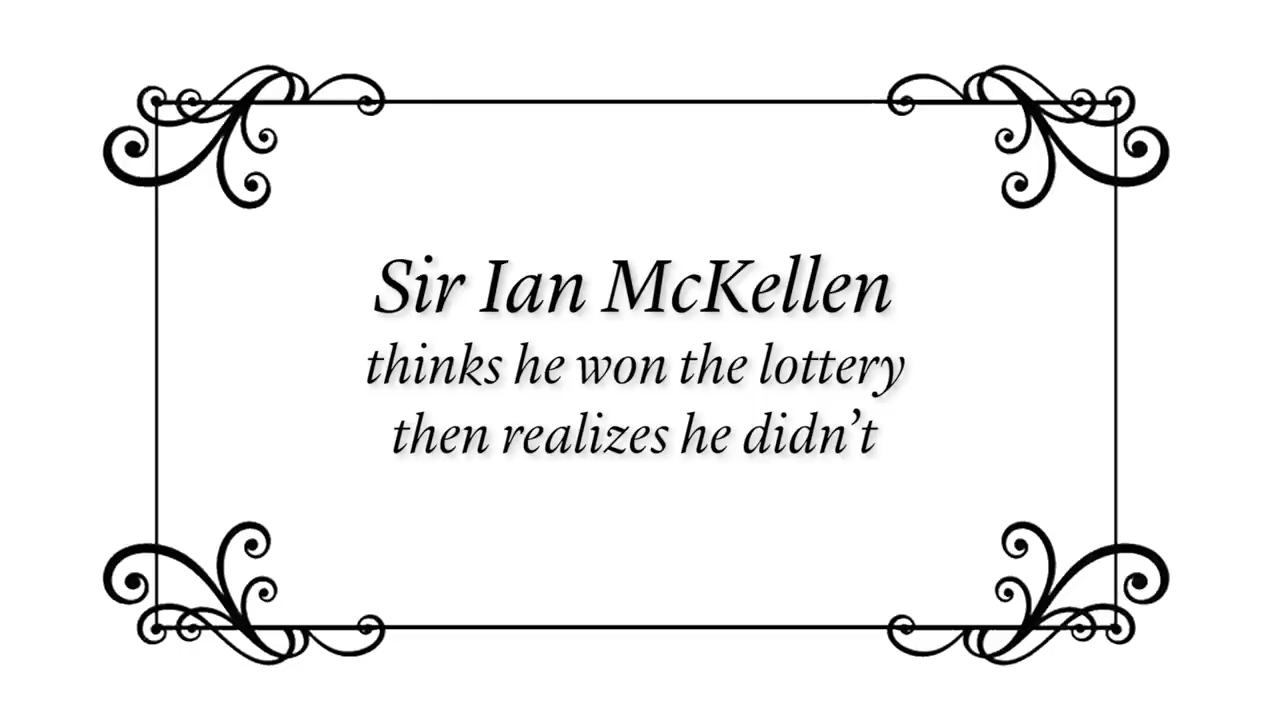 Sir Ian McKellen
thinks he won the lottery
then realizes he didn’t